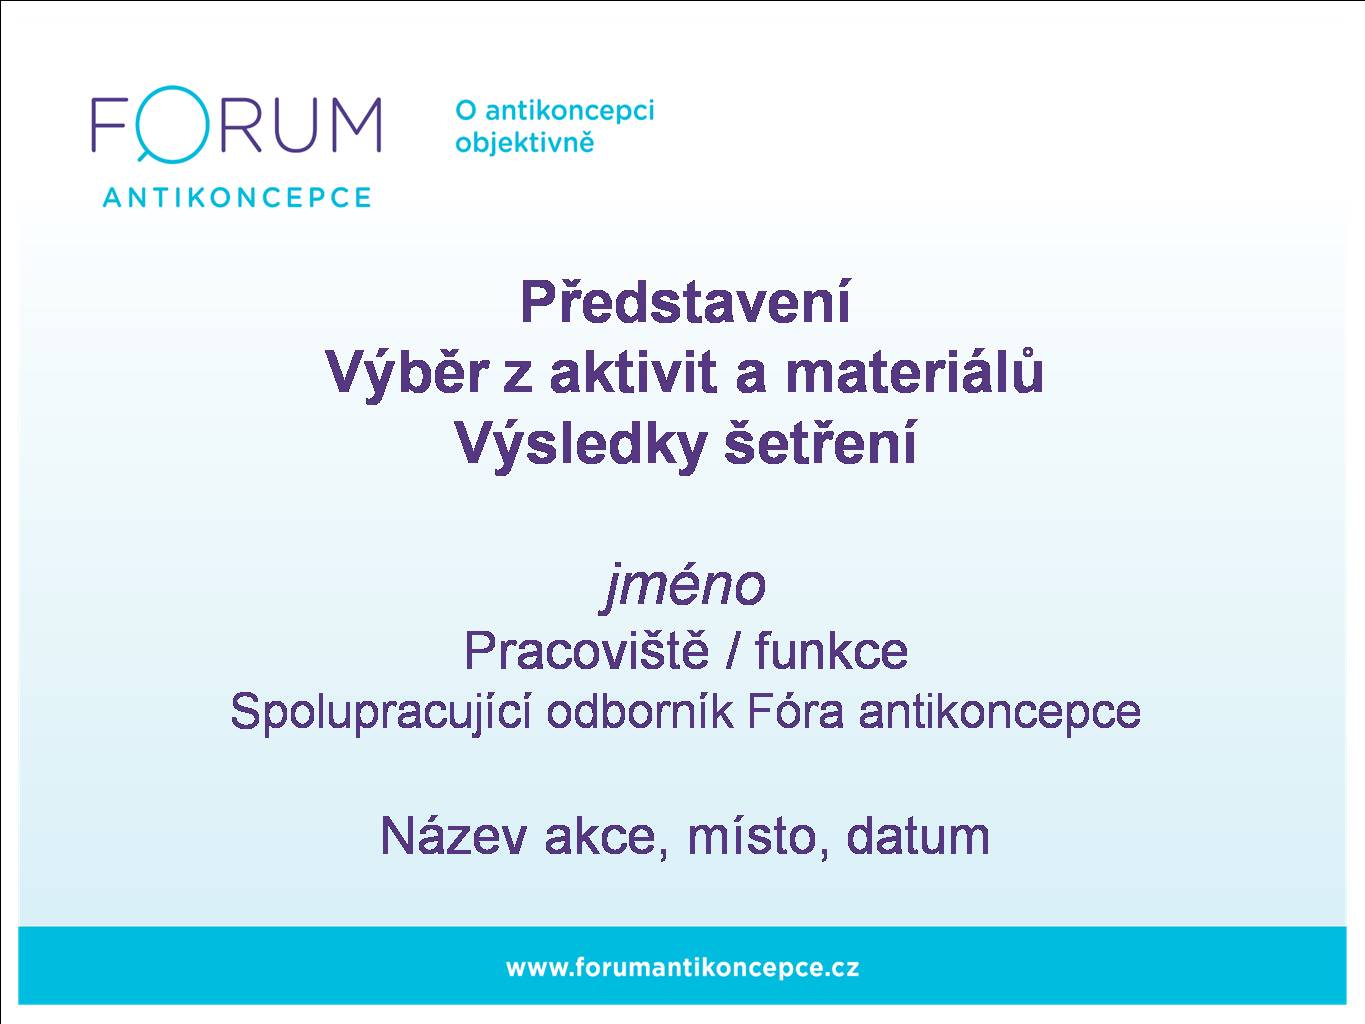 FORUM
ANTIKONCEPCE
O antikoncepci
objektivně
Představení
Výběr z aktivit a materiálů
Výsledky šetření
jméno
Pracoviště / funkce
Spolupracující odborník Fóra antikoncepce
Název akce, místo, datum
www.forumantikoncepce.cz